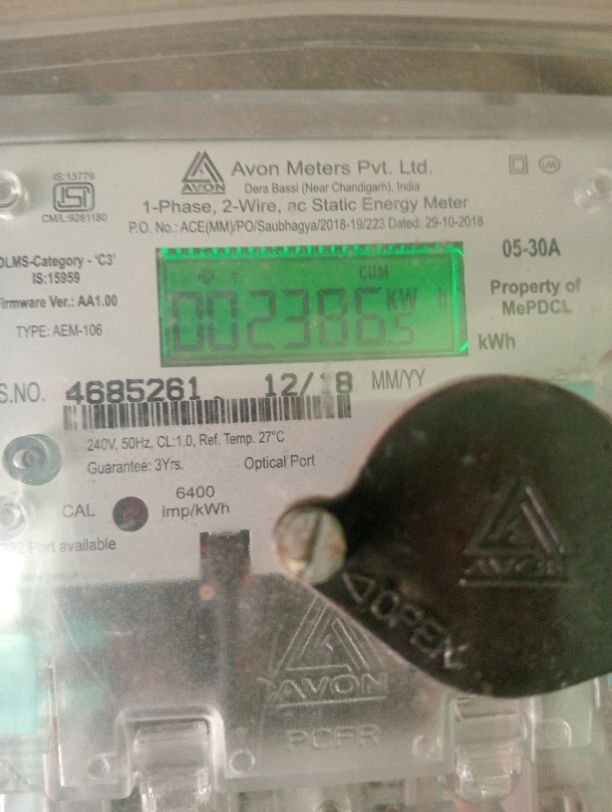 IS:13779
CM/L:9281180
AVON
Avon Meters Pvt. Ltd.
Dera Bassi (Near Chandigarh), India
UW
1-Phase, 2-Wire, ac Static Energy Meter
P.O. No.: ACE(MM)/PO/Saubhagya/2018-19/223 Dated: 29-10-2018
DLMS-Category - 'C3'
IS:15959
Firmware Ver.: AA1.00
TYPE: AEM-106
CUM
002386.5 KW h
05-30A
Property of
MePDCL
kWh
S.NO. 4685261 12/18 MM/YY
240V, 50Hz, CL:1.0, Ref. Temp. 27°C
Guarantee: 3Yrs. Optical Port
CAL
6400
imp/kWh
Port available
AVON
OPEN
AVON